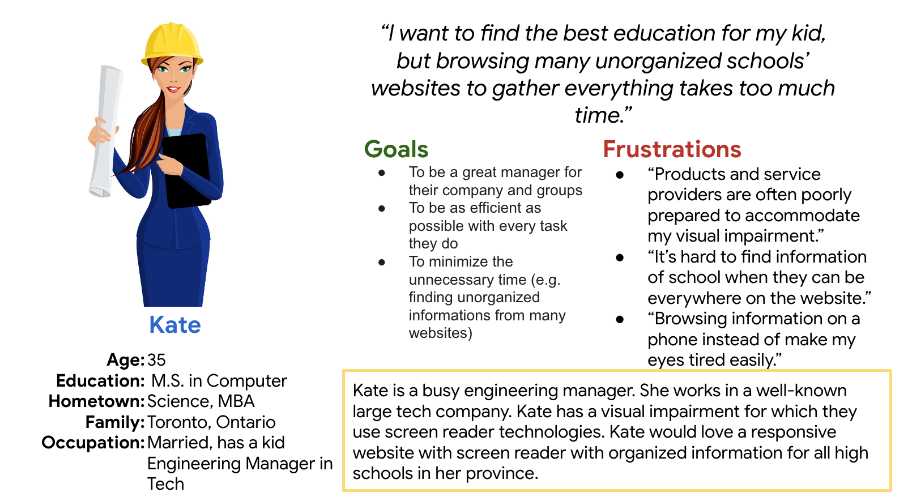 “I want to find the best education for my kid,
but browsing many unorganized schools’
websites to gather everything takes too much
time.”
Goals
● To be a great manager for
their company and groups
● To be as efficient as
possible with every task
they do
● To minimize the
unnecessary time (e.g.
finding unorganized
informations from many
websites)
Frustrations
● “Products and service
providers are often poorly
prepared to accommodate
my visual impairment.”
● “It’s hard to find information
of school when they can be
everywhere on the website.”
● “Browsing information on a
phone instead of make my
eyes tired easily.”
Kate
Age: 35
Education: M.S. in Computer
Hometown: Science, MBA
Family: Toronto, Ontario
Occupation: Married, has a kid
Engineering Manager in
Tech
Kate is a busy engineering manager. She works in a well-known
large tech company. Kate has a visual impairment for which they
use screen reader technologies. Kate would love a responsive
website with screen reader with organized information for all high
schools in her province.